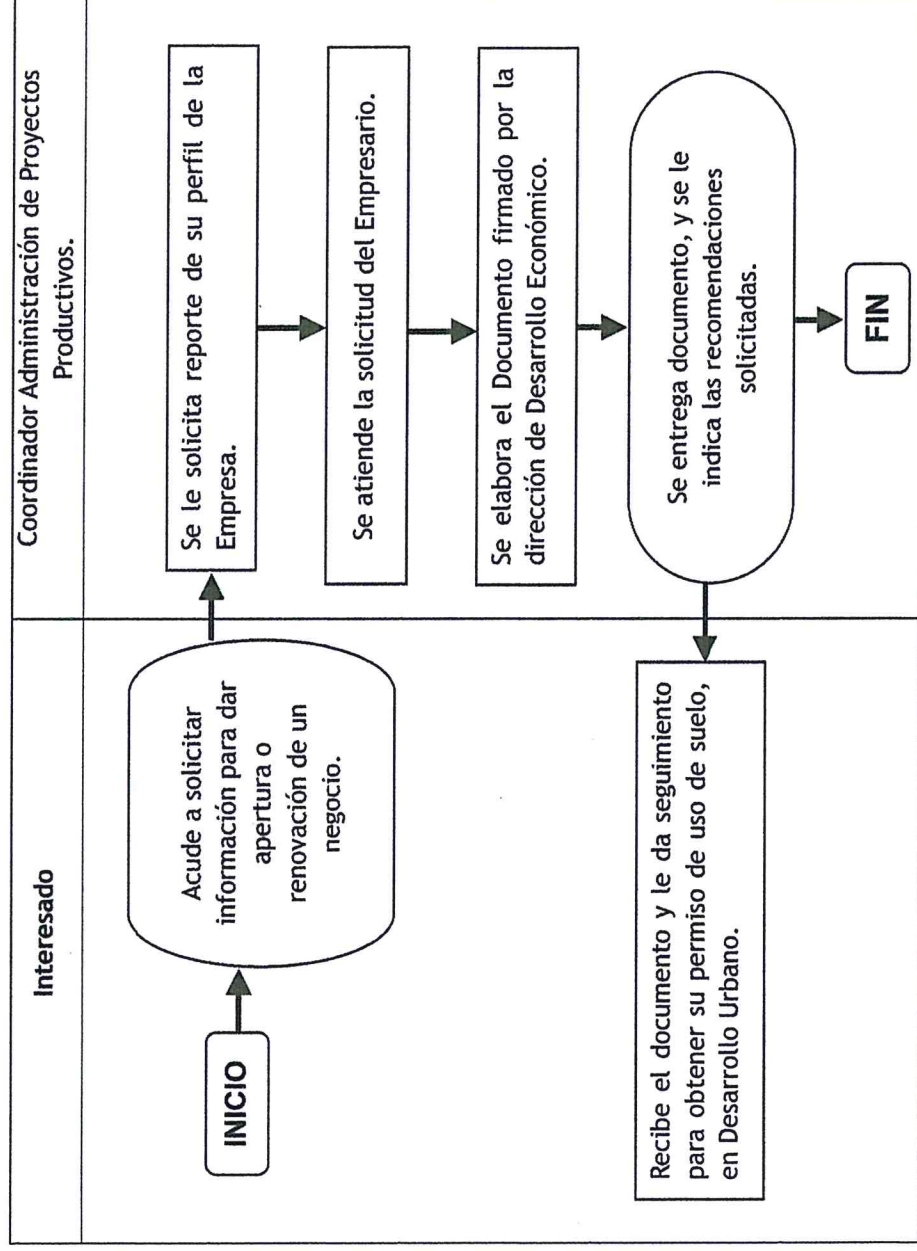 Interesado
Coordinador Administración de Proyectos
Productivos.
INICIO
Acude a solicitar
información para dar
apertura o
renovación de un
negocio.
Se le solicita reporte de su perfil de la
Empresa.
Se atiende la solicitud del Empresario.
Se elabora el Documento firmado por la
dirección de Desarrollo Económico.
Se entrega documento, y se le
indica las recomendaciones
solicitadas.
Recibe el documento y le da seguimiento
para obtener su permiso de uso de suelo,
en Desarrollo Urbano.
FIN